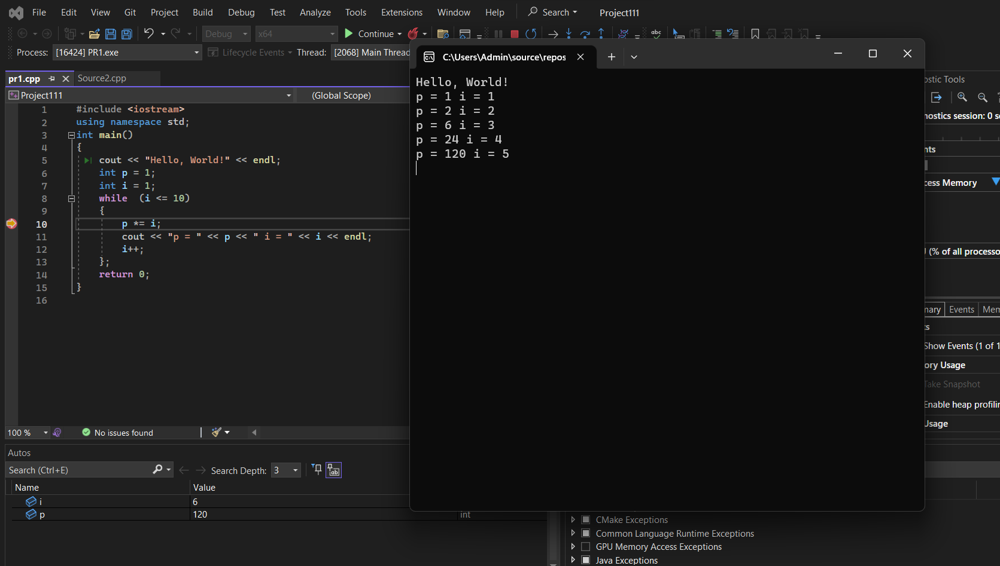 File Edit View Git Project Build Debug Test Analyze Tools Extensions Window Help Search Project111
Debug x64 Continue
Process: [16424] PR1.exe Lifecycle Events Thread: [2068] Main Thread
pr1.cpp Source2.cpp
Project111 (Global Scope)
1 #include <iostream>
2 using namespace std;
3 int main()
4 {
5 cout << "Hello, World!" << endl;
6 int p = 1;
7 int i = 1;
8 while  (i <= 10)
9 {
10 p *= i;
11 cout << "p = " << p << " i = " << i << endl;
12 i++;
13 };
14 return 0;
15 }
16
100 % No issues found
Autos
Search (Ctrl+E) Search Depth: 3
Name Value
i 6
p 120 int
C:\Users\Admin\source\repos
Hello, World!
p = 1 i = 1
p = 2 i = 2
p = 6 i = 3
p = 24 i = 4
p = 120 i = 5
ostic Tools
nostics session: 0 se
nts
cess Memory
(% of all processo
mary Events Mem
ts
Show Events (1 of 1
ory Usage
Take Snapshot
Enable heap profilin
Usage
CMake Exceptions
Common Language Runtime Exceptions
GPU Memory Access Exceptions
Java Exceptions